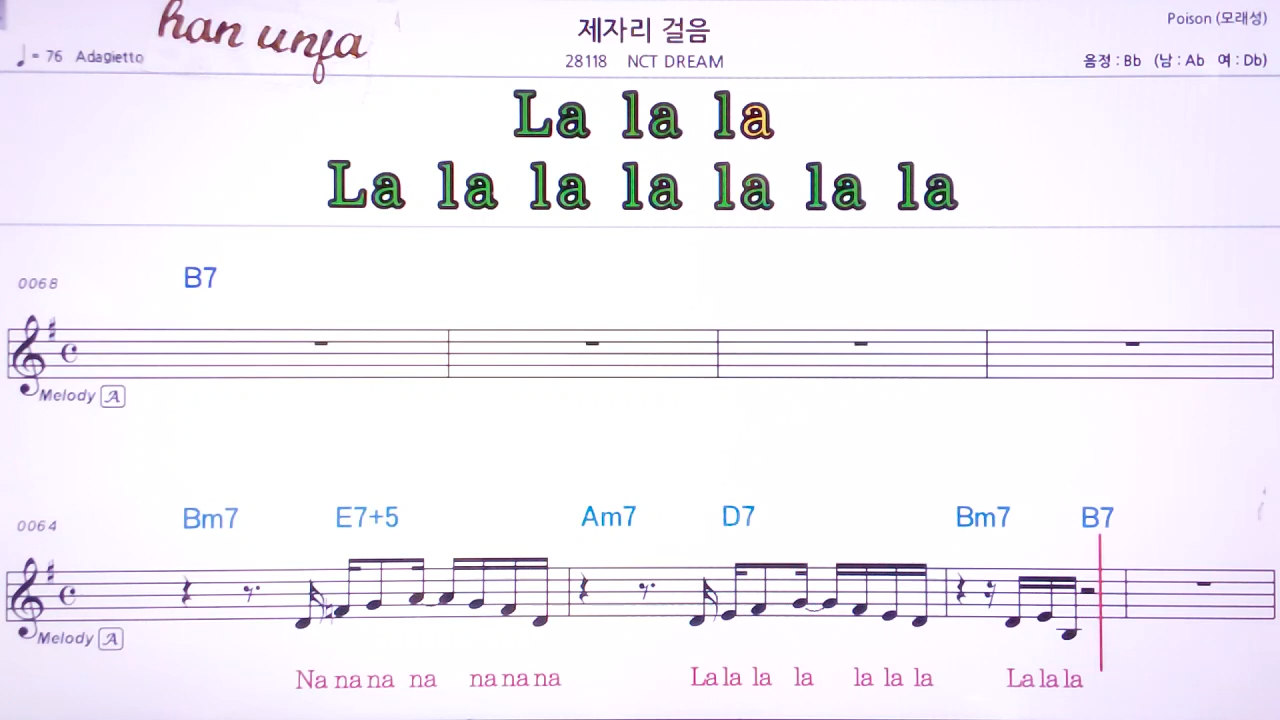 han unfa
제자리 걸음
Poison (모래성)
♩= 76 Adagietto
28118 NCT DREAM
음정 : Bb (남 : Ab 여 : Db)
La la la
La la la la la la la
0068 B7
Melody A
0064 Bm7 E7+5 Am7 D7 Bm7 B7
Melody A
Na na na na na na na La la la la la la la La la la